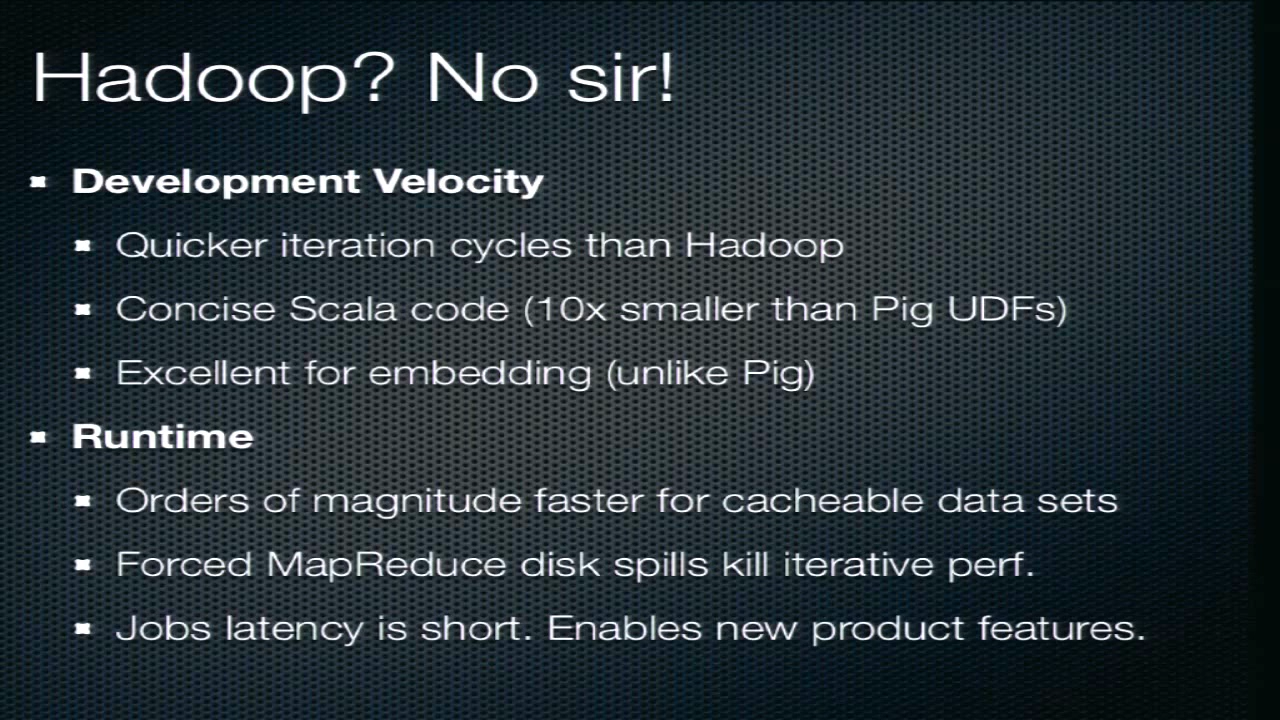 Hadoop? No sir!
Development Velocity
Quicker iteration cycles than Hadoop
Concise Scala code (10x smaller than Pig UDFs)
Excellent for embedding (unlike Pig)
Runtime
Orders of magnitude faster for cacheable data sets
Forced MapReduce disk spills kill iterative perf.
Jobs latency is short. Enables new product features.